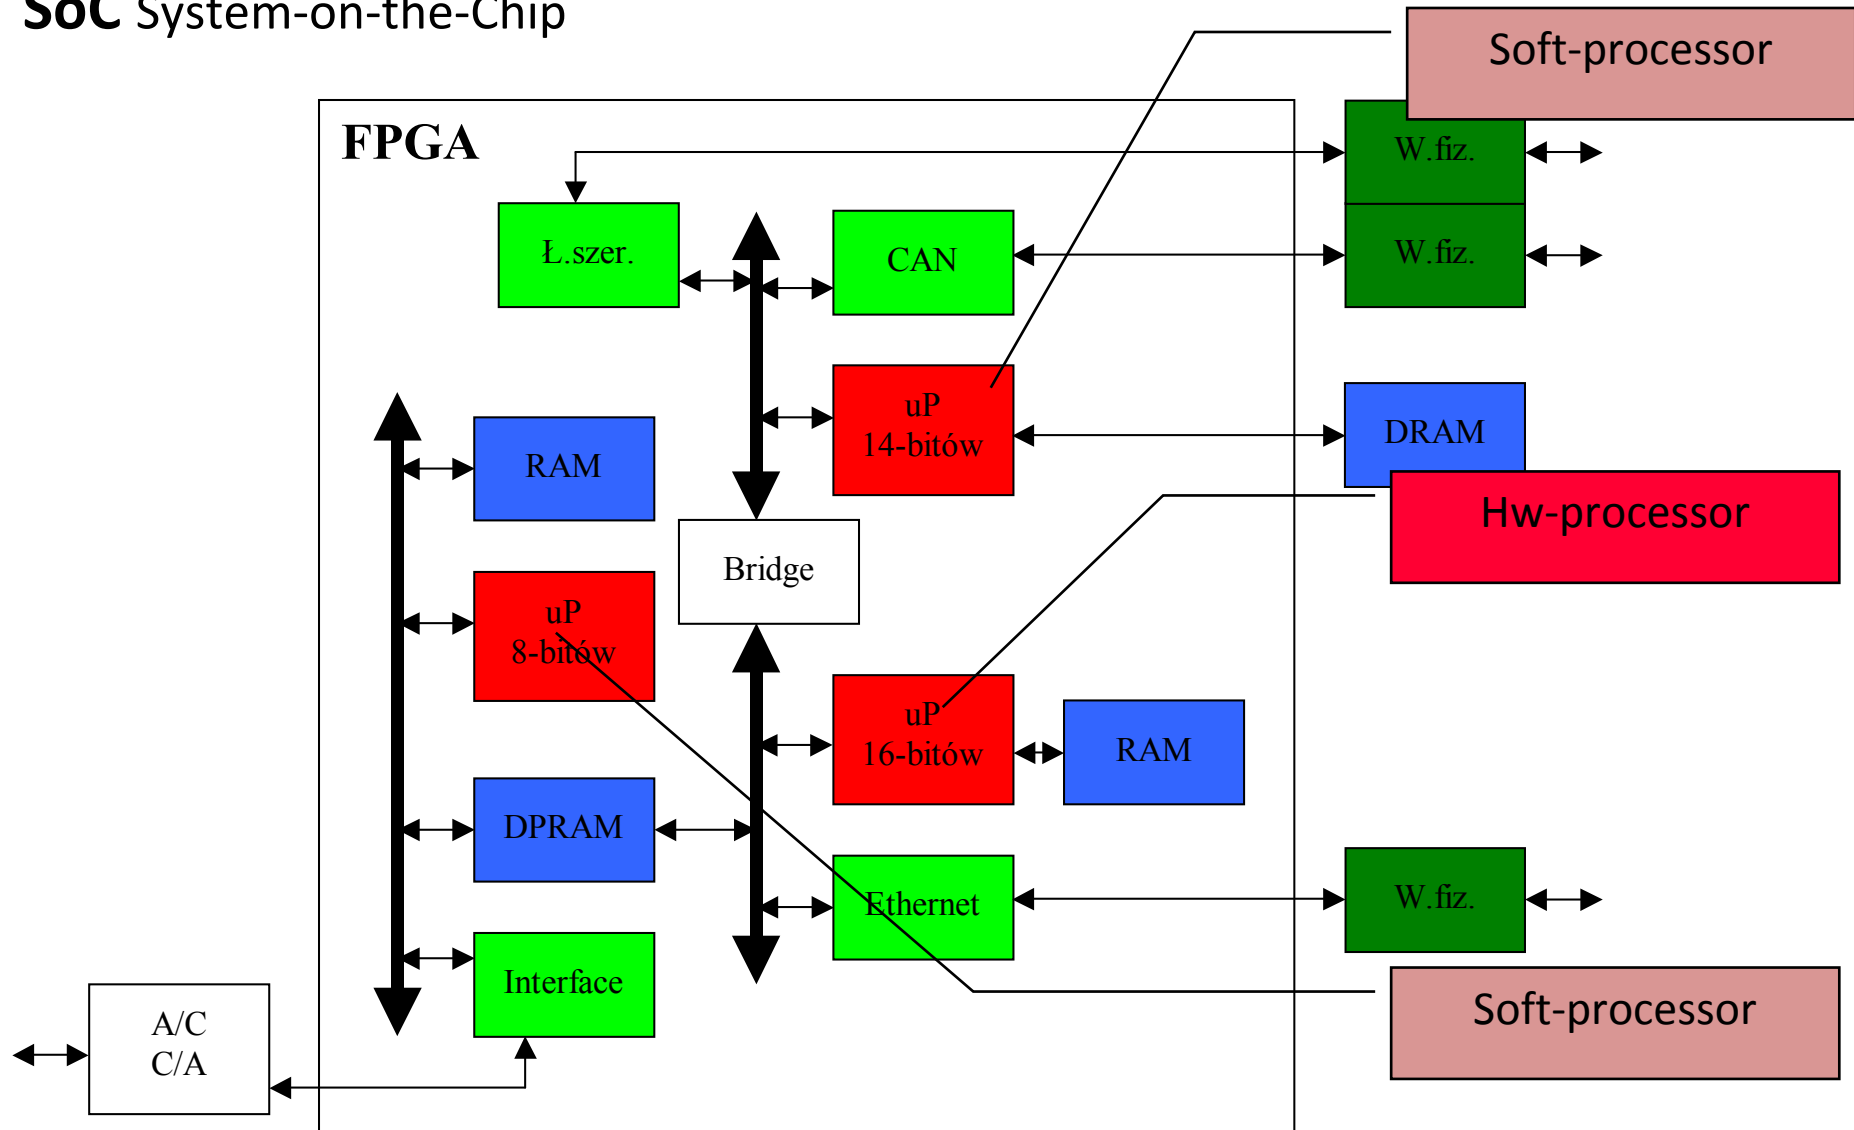 SoC System-on-the-Chip
Soft-processor
FPGA
W.fiz.
Ł.szer.
CAN
W.fiz.
uP
14-bitów
DRAM
RAM
Hw-processor
Bridge
uP
8-bitów
uP
16-bitów
RAM
DPRAM
Ethernet
W.fiz.
Interface
Soft-processor
A/C
C/A